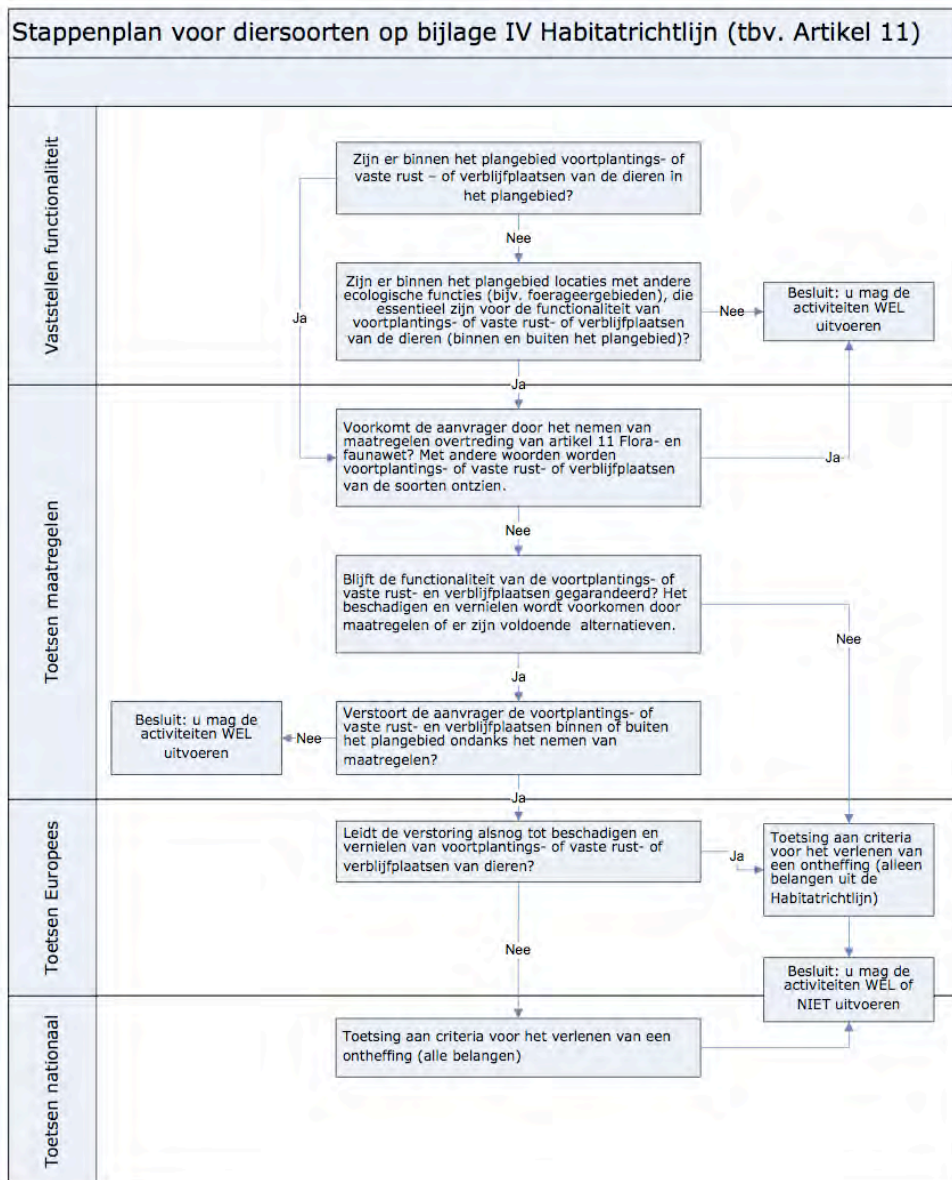 Stappenplan voor diersoorten op bijlage IV Habitatrichtlijn (tbv. Artikel 11)
Vaststellen functionaliteit
Zijn er binnen het plangebied voortplantings- of
vaste rust – of verblijfplaatsen van de dieren in
het plangebied?
Nee
Ja
Zijn er binnen het plangebied locaties met andere
ecologische functies (bijv. foerageergebieden), die
essentieel zijn voor de functionaliteit van
voortplantings- of vaste rust- of verblijfplaatsen
van de dieren (binnen en buiten het plangebied)?
Nee
Besluit: u mag de
activiteiten WEL
uitvoeren
Ja
Toetsen maatregelen
Voorkomt de aanvrager door het nemen van
maatregelen overtreding van artikel 11 Flora- en
faunawet? Met andere woorden worden
voortplantings- of vaste rust- of verblijfplaatsen
van de soorten ontzien.
Ja
Nee
Blijft de functionaliteit van de voortplantings- of
vaste rust- en verblijfplaatsen gegarandeerd? Het
beschadigen en vernielen wordt voorkomen door
maatregelen of er zijn voldoende alternatieven.
Nee
Ja
Besluit: u mag de
activiteiten WEL
uitvoeren
Nee
Verstoort de aanvrager de voortplantings- of
vaste rust- en verblijfplaatsen binnen of buiten
het plangebied ondanks het nemen van
maatregelen?
Ja
Toetsen Europees
Leidt de verstoring alsnog tot beschadigen en
vernielen van voortplantings- of vaste rust- of
verblijfplaatsen van dieren?
Ja
Toetsing aan criteria
voor het verlenen van
een ontheffing (alleen
belangen uit de
Habitatrichtlijn)
Nee
Besluit: u mag de
activiteiten WEL of
NIET uitvoeren
Toetsen nationaal
Toetsing aan criteria voor het verlenen van een
ontheffing (alle belangen)